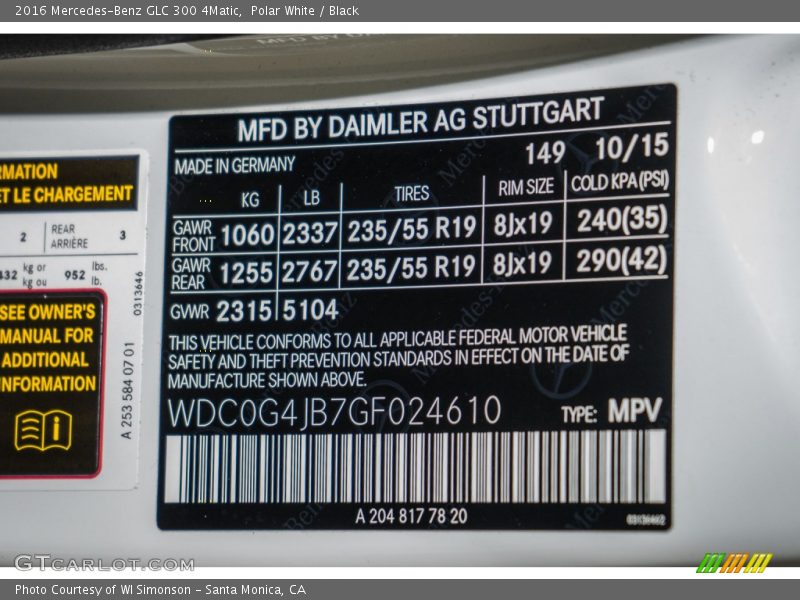 2016 Mercedes-Benz GLC 300 4Matic, Polar White / Black
MFD BY DAIMLER AG STUTTGART
MADE IN GERMANY 149 10/15
KG LB TIRES RIM SIZE COLD KPA(PSI)
GAWR FRONT 1060 2337 235/55 R19 8Jx19 240(35)
GAWR REAR 1255 2767 235/55 R19 8Jx19 290(42)
GVWR 2315 5104
THIS VEHICLE CONFORMS TO ALL APPLICABLE FEDERAL MOTOR VEHICLE
SAFETY AND THEFT PREVENTION STANDARDS IN EFFECT ON THE DATE OF
MANUFACTURE SHOWN ABOVE.
WDC0G4JB7GF024610 TYPE: MPV
A 204 817 78 20
RMATION
ET LE CHARGEMENT
2 REAR ARRIÈRE 3
432 kg or kg ou 952 lbs. lb.
0313646
SEE OWNER'S
MANUAL FOR
ADDITIONAL
INFORMATION
A 253 584 07 01
GTCARLOT.COM
Photo Courtesy of WI Simonson - Santa Monica, CA